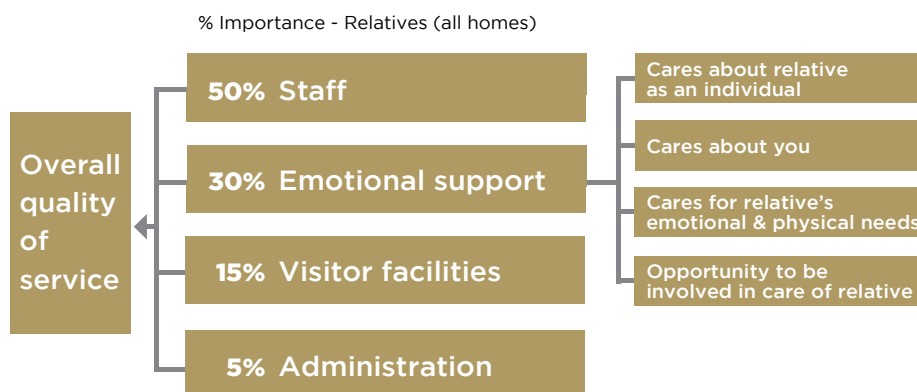 % Importance - Relatives (all homes)
Overall
quality
of
service
50% Staff
30% Emotional support
15% Visitor facilities
5% Administration
Cares about relative
as an individual
Cares about you
Cares for relative’s
emotional & physical needs
Opportunity to be
involved in care of relative